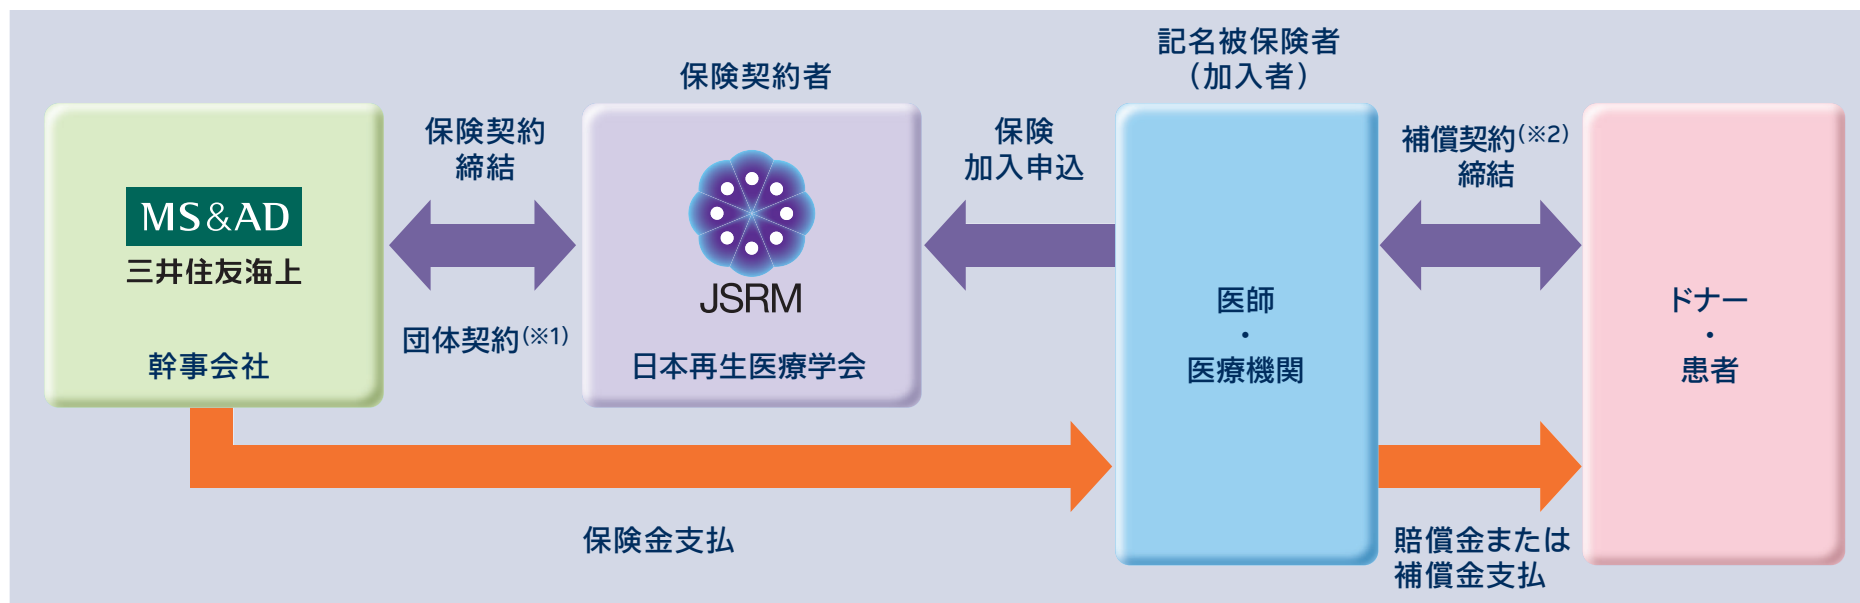 MS&AD
三井住友海上
幹事会社
保険契約
締結
団体契約(※1)
保険契約者
JSRM
日本再生医療学会
保険
加入申込
記名被保険者
（加入者）
医師
・
医療機関
補償契約(※2)
締結
ドナー
・
患者
保険金支払
賠償金または
補償金支払